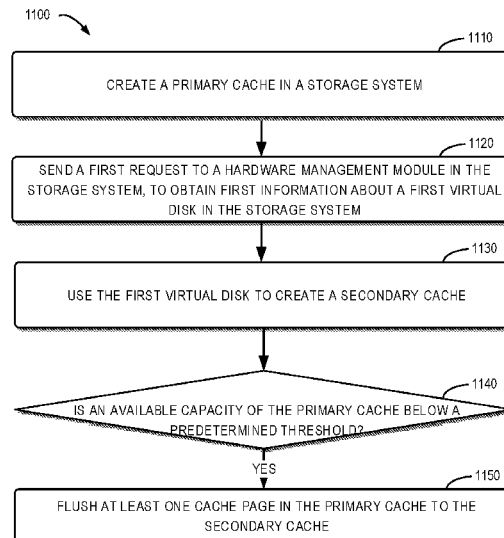 1100
1110
CREATE A PRIMARY CACHE IN A STORAGE SYSTEM
1120
SEND A FIRST REQUEST TO A HARDWARE MANAGEMENT MODULE IN THE
STORAGE SYSTEM, TO OBTAIN FIRST INFORMATION ABOUT A FIRST VIRTUAL
DISK IN THE STORAGE SYSTEM
1130
USE THE FIRST VIRTUAL DISK TO CREATE A SECONDARY CACHE
1140
IS AN AVAILABLE CAPACITY OF THE PRIMARY CACHE BELOW A
PREDETERMINED THRESHOLD?
YES
1150
FLUSH AT LEAST ONE CACHE PAGE IN THE PRIMARY CACHE TO THE
SECONDARY CACHE